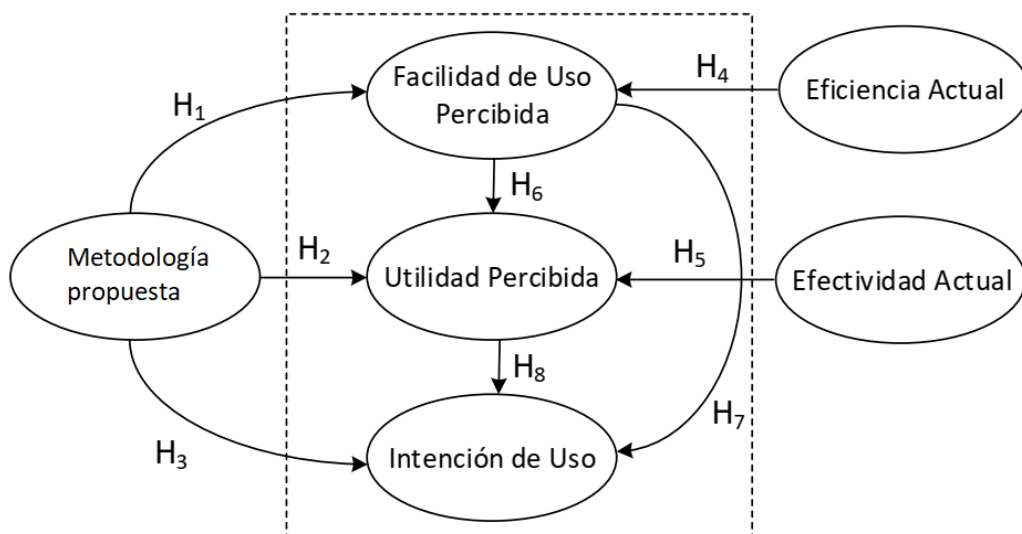 Facilidad de Uso
Percibida
H4
Eficiencia Actual
H1
H6
Metodología
propuesta
H2
Utilidad Percibida
H5
Efectividad Actual
H8
H7
H3
Intención de Uso